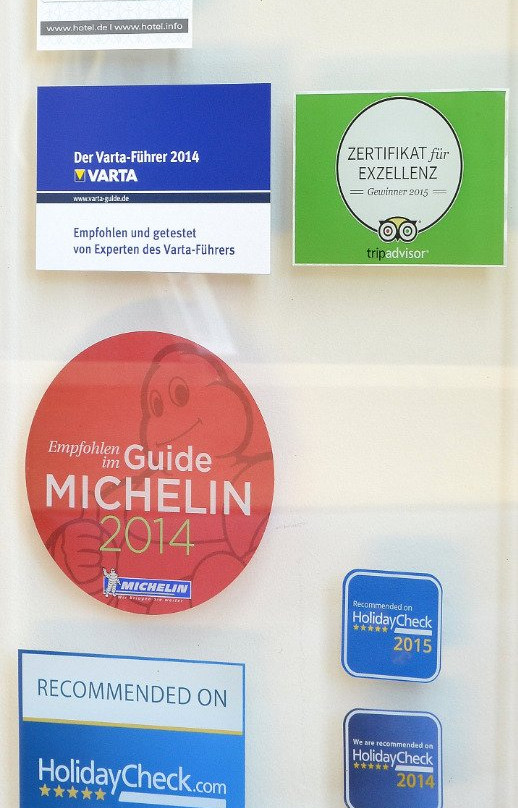 www.hotel.de | www.hotel.info
Der Varta-Führer 2014
VARTA
www.varta-guide.de
Empfohlen und getestet
von Experten des Varta-Führers
ZERTIFIKAT für
EXZELLENZ
Gewinner 2015
tripadvisor®
Empfohlen
im Guide
MICHELIN
2014
MICHELIN
Recommended on
HolidayCheck
2015
RECOMMENDED ON
HolidayCheck.com
We are recommended on
HolidayCheck
2014